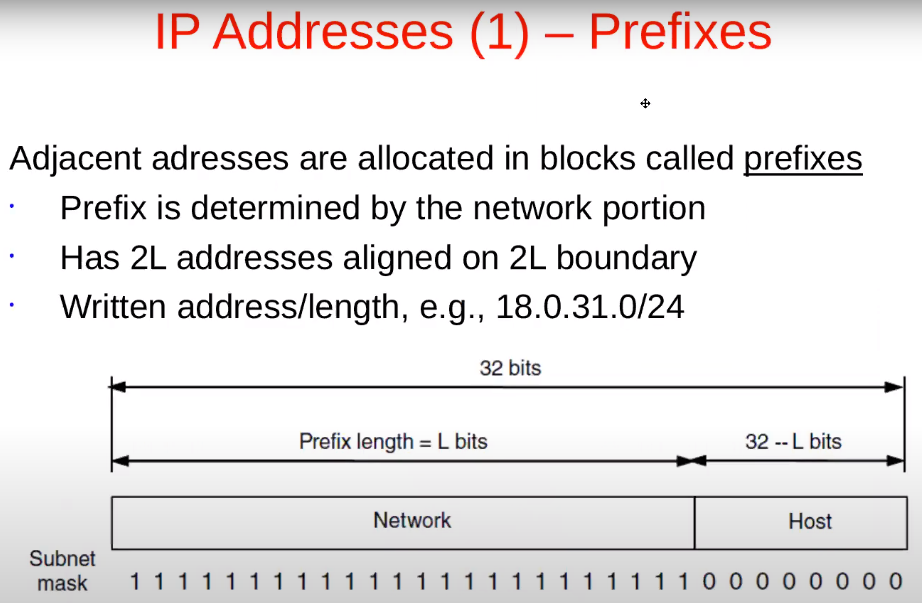 IP Addresses (1) – Prefixes
Adjacent adresses are allocated in blocks called prefixes
· Prefix is determined by the network portion
· Has 2L addresses aligned on 2L boundary
· Written address/length, e.g., 18.0.31.0/24
32 bits
Prefix length = L bits 32 -- L bits
Network Host
Subnet
mask 1 1 1 1 1 1 1 1 1 1 1 1 1 1 1 1 1 1 1 1 1 1 1 1 0 0 0 0 0 0 0 0 0